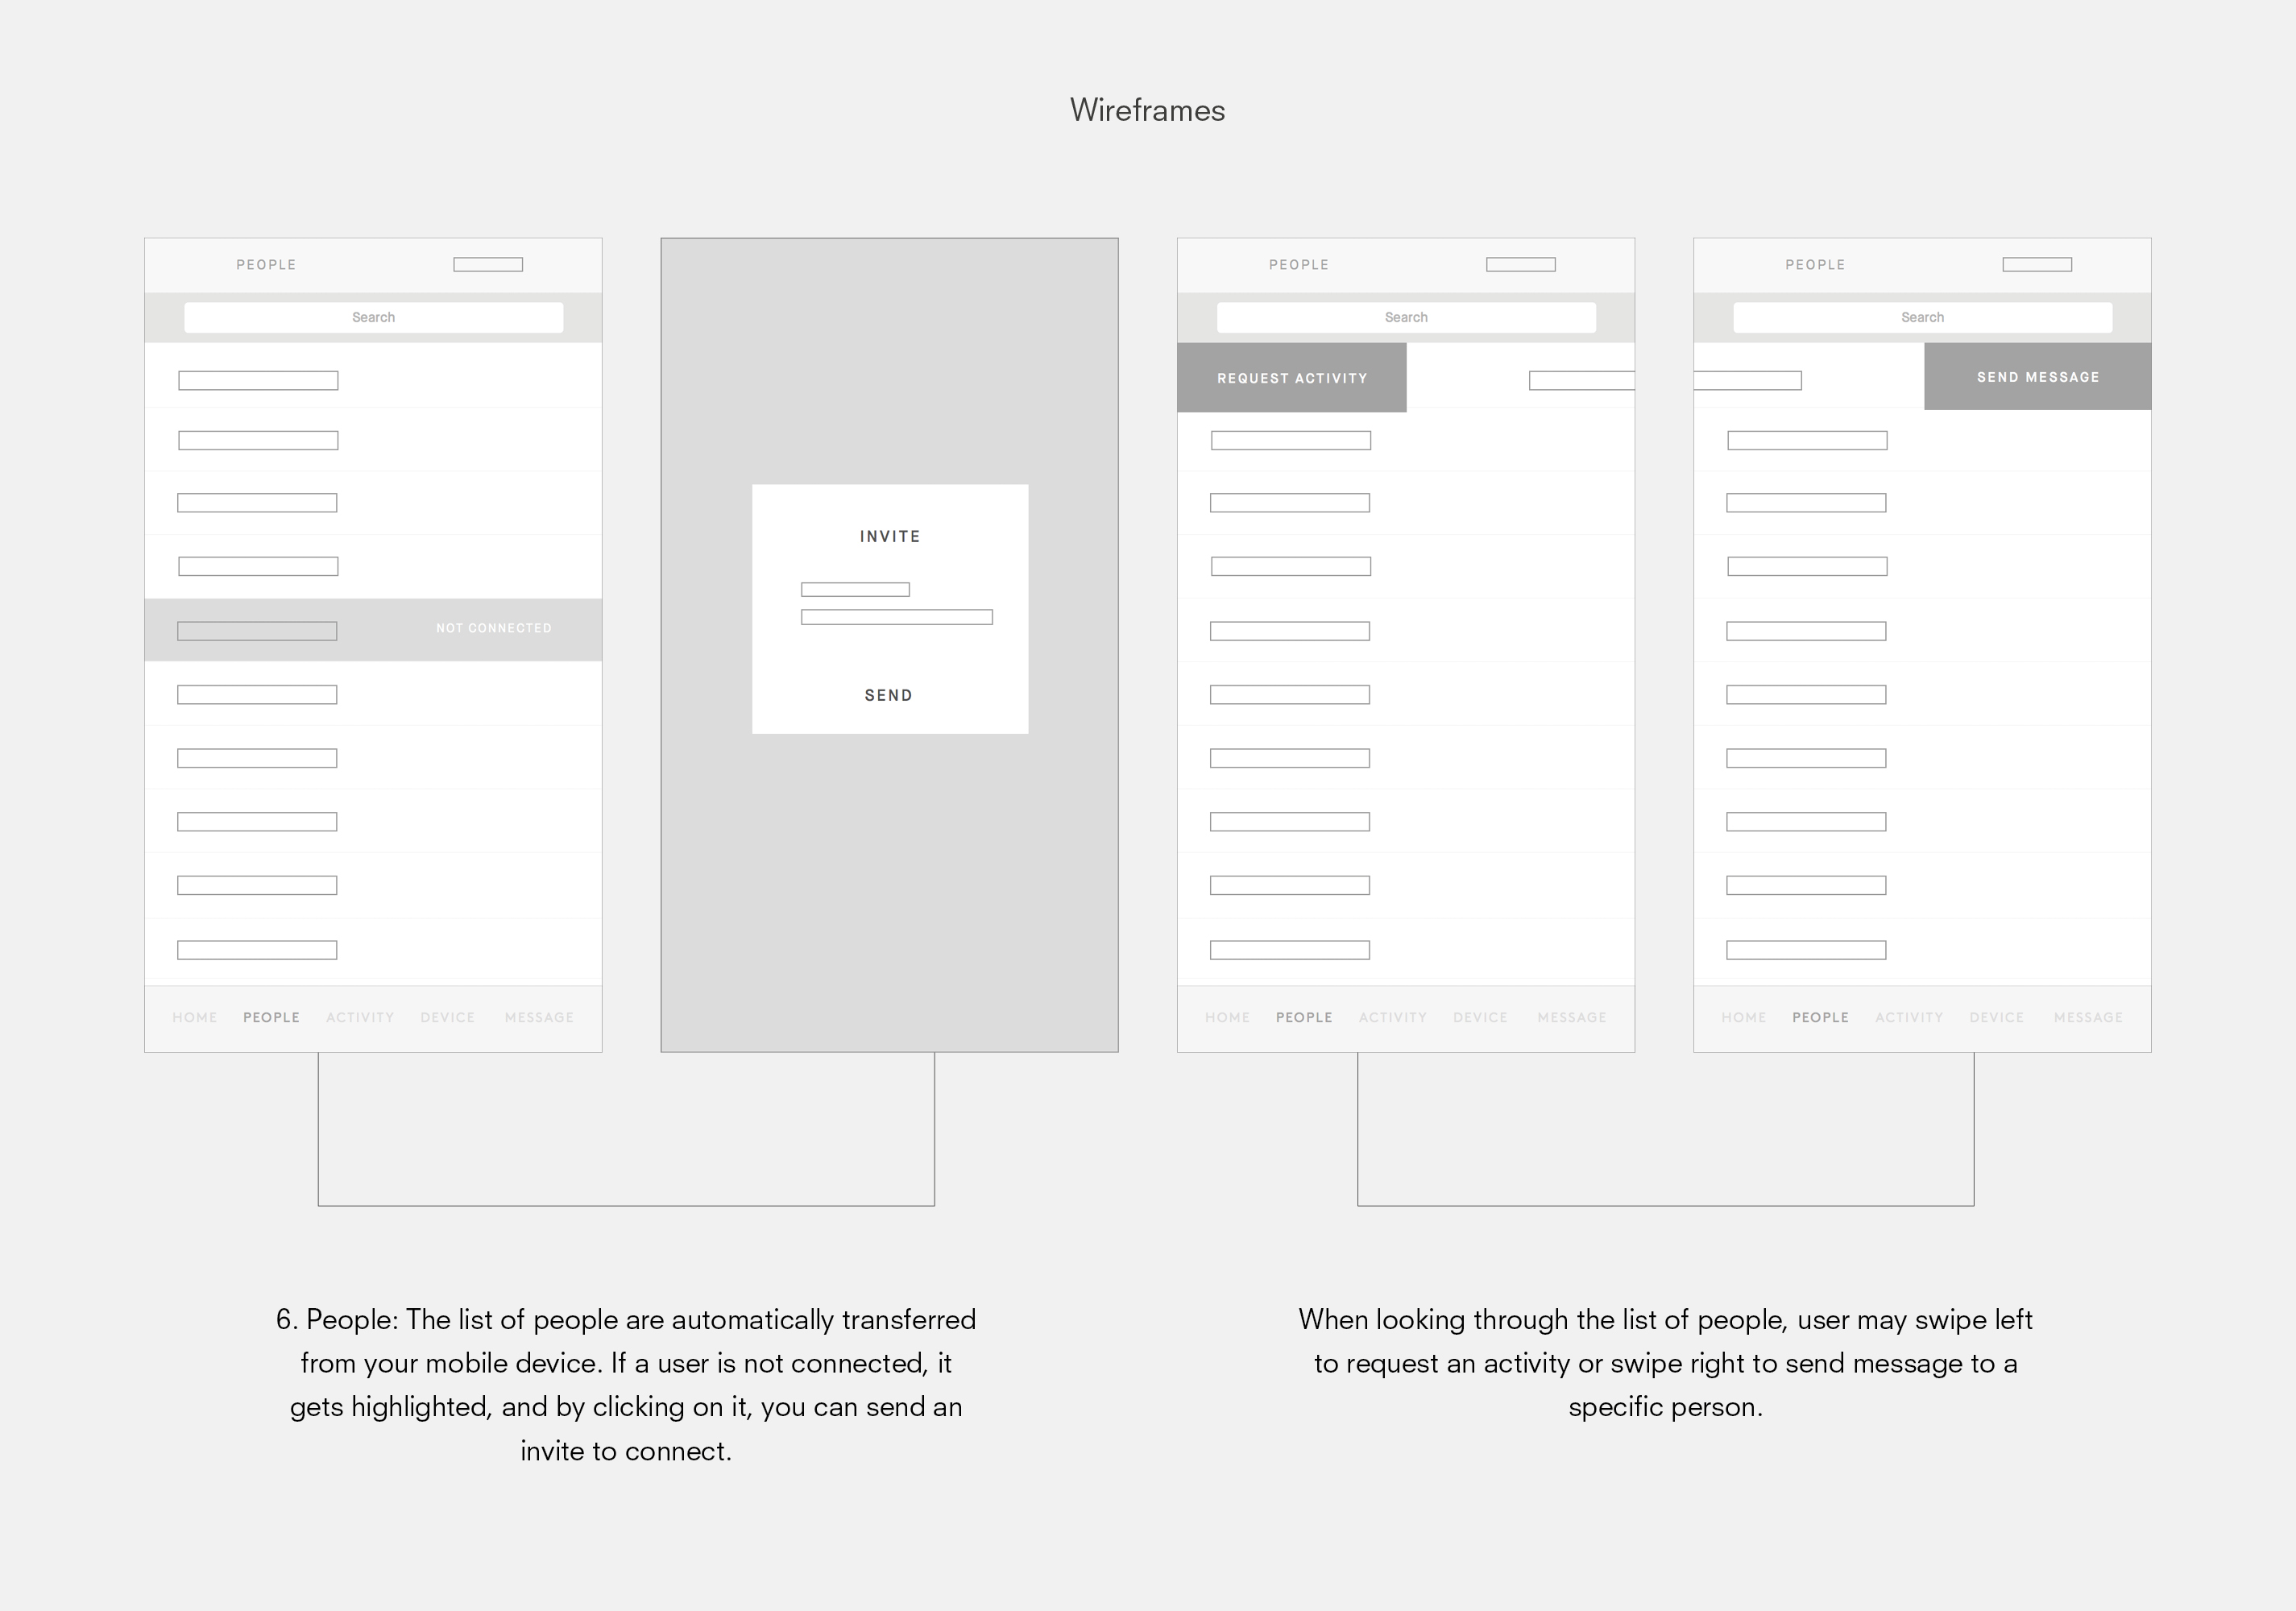 Wireframes
PEOPLE
Search
NOT CONNECTED
HOME PEOPLE ACTIVITY DEVICE MESSAGE
INVITE
SEND
PEOPLE
Search
REQUEST ACTIVITY
HOME PEOPLE ACTIVITY DEVICE MESSAGE
PEOPLE
Search
SEND MESSAGE
HOME PEOPLE ACTIVITY DEVICE MESSAGE
6. People: The list of people are automatically transferred
from your mobile device. If a user is not connected, it
gets highlighted, and by clicking on it, you can send an
invite to connect.
When looking through the list of people, user may swipe left
to request an activity or swipe right to send message to a
specific person.